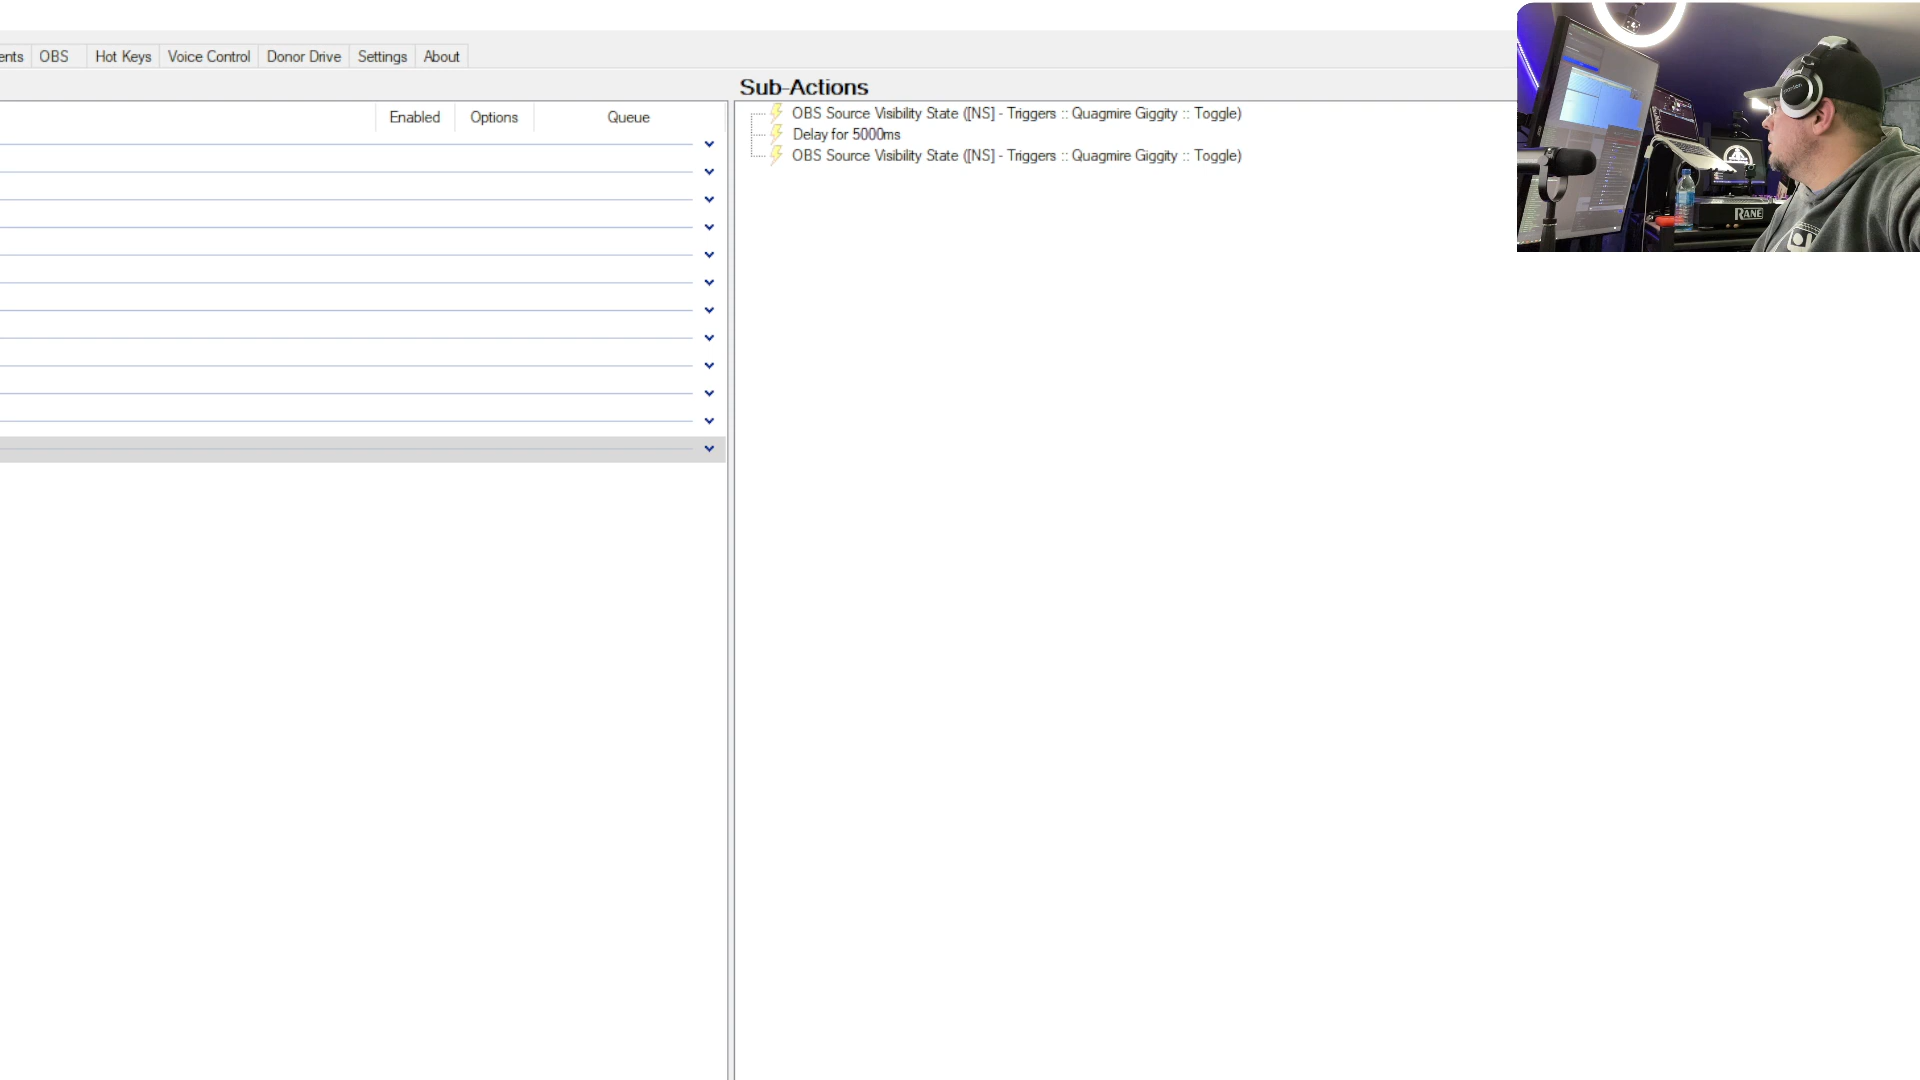 ents OBS Hot Keys Voice Control Donor Drive Settings About
Enabled Options Queue
Sub-Actions
OBS Source Visibility State ([NS] - Triggers :: Quagmire Giggity :: Toggle)
Delay for 5000ms
OBS Source Visibility State ([NS] - Triggers :: Quagmire Giggity :: Toggle)
RANE